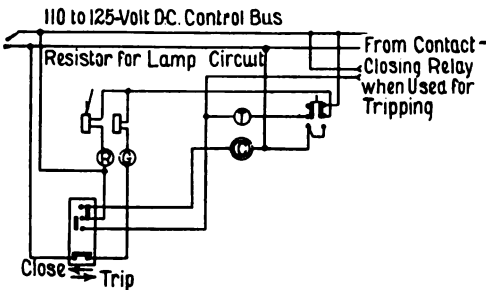 110 to 125-Volt D.C. Control Bus
Resistor for Lamp Circuit
From Contact-
Closing Relay
when Used for
Tripping
T
C
R
G
Close
Trip